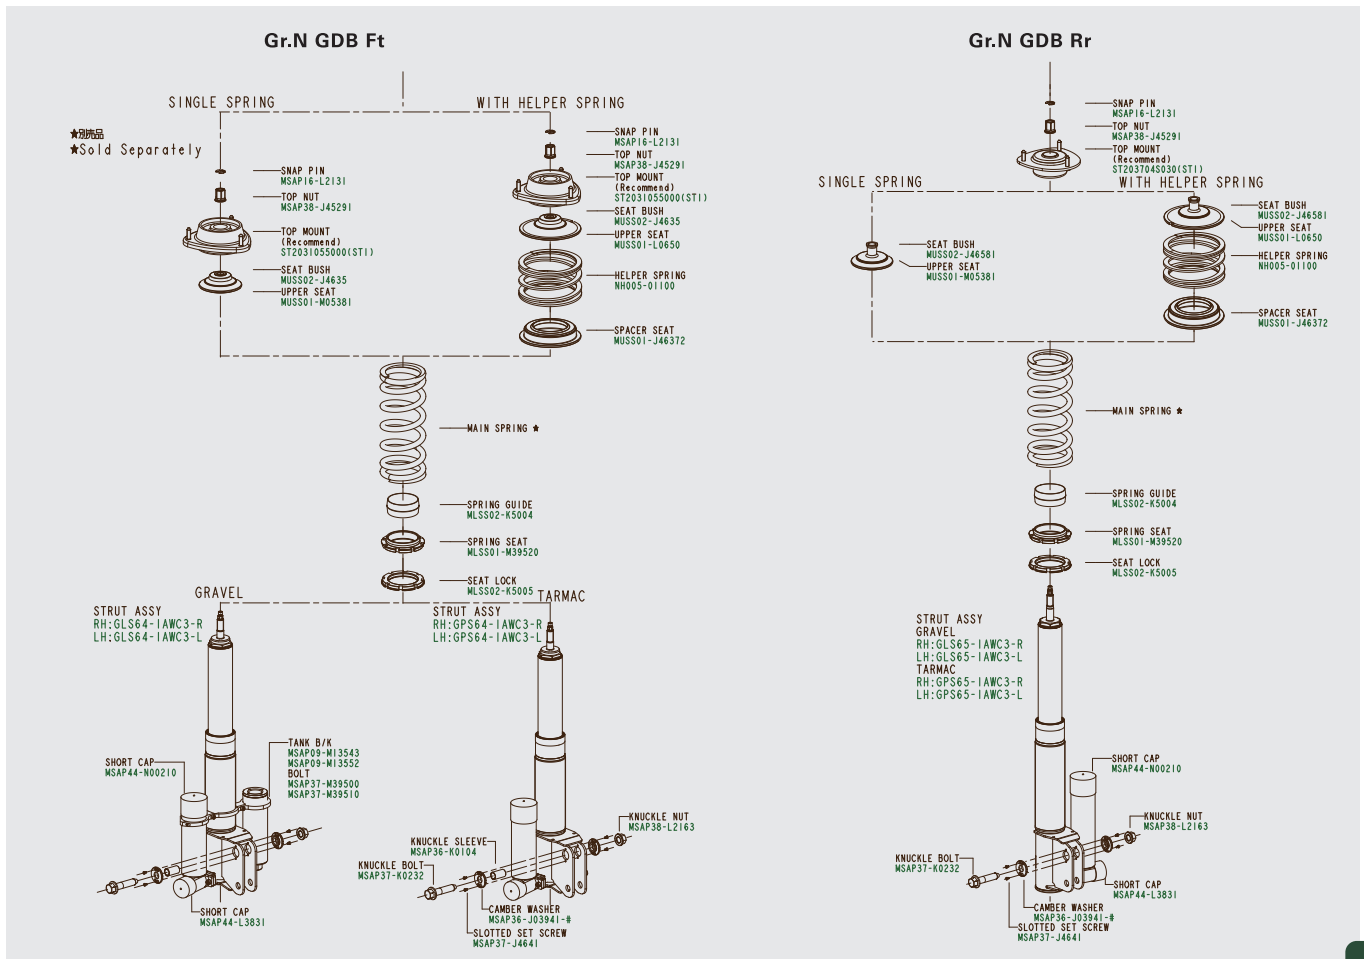 Gr.N GDB Ft
SINGLE SPRING
WITH HELPER SPRING
★別売品
★Sold Separately
SNAP PIN
MSAP16-L2131
TOP NUT
MSAP38-J45291
TOP MOUNT
(Recommend)
ST2031055000(STI)
SEAT BUSH
MUSS02-J4635
UPPER SEAT
MUSS01-M05381
SNAP PIN
MSAP16-L2131
TOP NUT
MSAP38-J45291
TOP MOUNT
(Recommend)
ST2031055000(STI)
SEAT BUSH
MUSS02-J4635
UPPER SEAT
MUSS01-L0650
HELPER SPRING
NH005-01100
SPACER SEAT
MUSS01-J46372
MAIN SPRING ★
SPRING GUIDE
MLSS02-K5004
SPRING SEAT
MLSS01-M39520
SEAT LOCK
MLSS02-K5005
GRAVEL
TARMAC
STRUT ASSY
RH:GLS64-1AWC3-R
LH:GLS64-1AWC3-L
STRUT ASSY
RH:GPS64-1AWC3-R
LH:GPS64-1AWC3-L
SHORT CAP
MSAP44-N00210
TANK B/K
MSAP09-M13543
MSAP09-M13552
BOLT
MSAP37-M39500
MSAP37-M39510
SHORT CAP
MSAP44-L3831
KNUCKLE NUT
MSAP38-L2163
KNUCKLE SLEEVE
MSAP36-K0104
KNUCKLE BOLT
MSAP37-K0232
CAMBER WASHER
MSAP36-J03941-#
SLOTTED SET SCREW
MSAP37-J4641
Gr.N GDB Rr
SNAP PIN
MSAP16-L2131
TOP NUT
MSAP38-J45291
TOP MOUNT
(Recommend)
ST203704S030(STI)
SINGLE SPRING
WITH HELPER SPRING
SEAT BUSH
MUSS02-J46581
UPPER SEAT
MUSS01-M05381
SEAT BUSH
MUSS02-J46581
UPPER SEAT
MUSS01-L0650
HELPER SPRING
NH005-01100
SPACER SEAT
MUSS01-J46372
MAIN SPRING ★
SPRING GUIDE
MLSS02-K5004
SPRING SEAT
MLSS01-M39520
SEAT LOCK
MLSS02-K5005
STRUT ASSY
GRAVEL
RH:GLS65-1AWC3-R
LH:GLS65-1AWC3-L
TARMAC
RH:GPS65-1AWC3-R
LH:GPS65-1AWC3-L
SHORT CAP
MSAP44-N00210
KNUCKLE NUT
MSAP38-L2163
KNUCKLE BOLT
MSAP37-K0232
SHORT CAP
MSAP44-L3831
CAMBER WASHER
MSAP36-J03941-#
SLOTTED SET SCREW
MSAP37-J4641